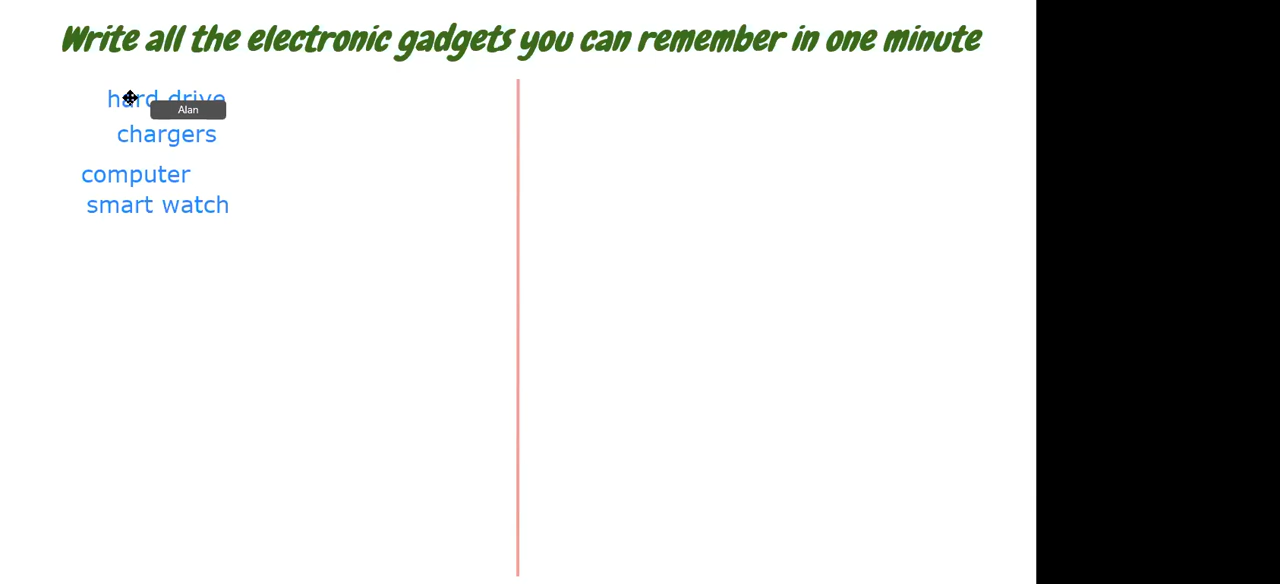 Write all the electronic gadgets you can remember in one minute
hard drive
Alan
chargers
computer
smart watch